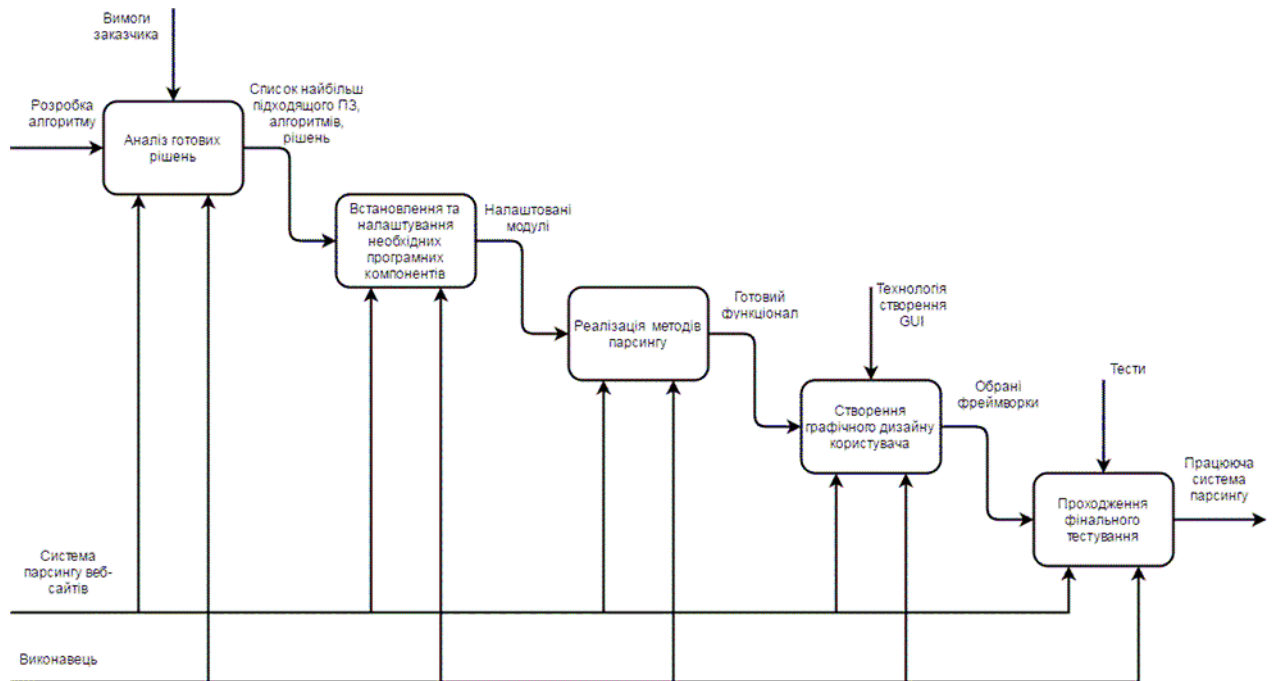 Вимоги
заказчика
Розробка
алгоритму
Аналіз готових
рішень
Список найбільш
підходящого ПЗ,
алгоритмів,
рішень
Встановлення та
налаштування
необхідних
програмних
компонентів
Налаштовані
модулі
Реалізація методів
парсингу
Готовий
функціонал
Технологія
створення
GUI
Створення
графічного дизайну
користувача
Обрані
фреймворки
Тести
Проходження
фінального
тестування
Працююча
система
парсингу
Система
парсингу веб-
сайтів
Виконавець